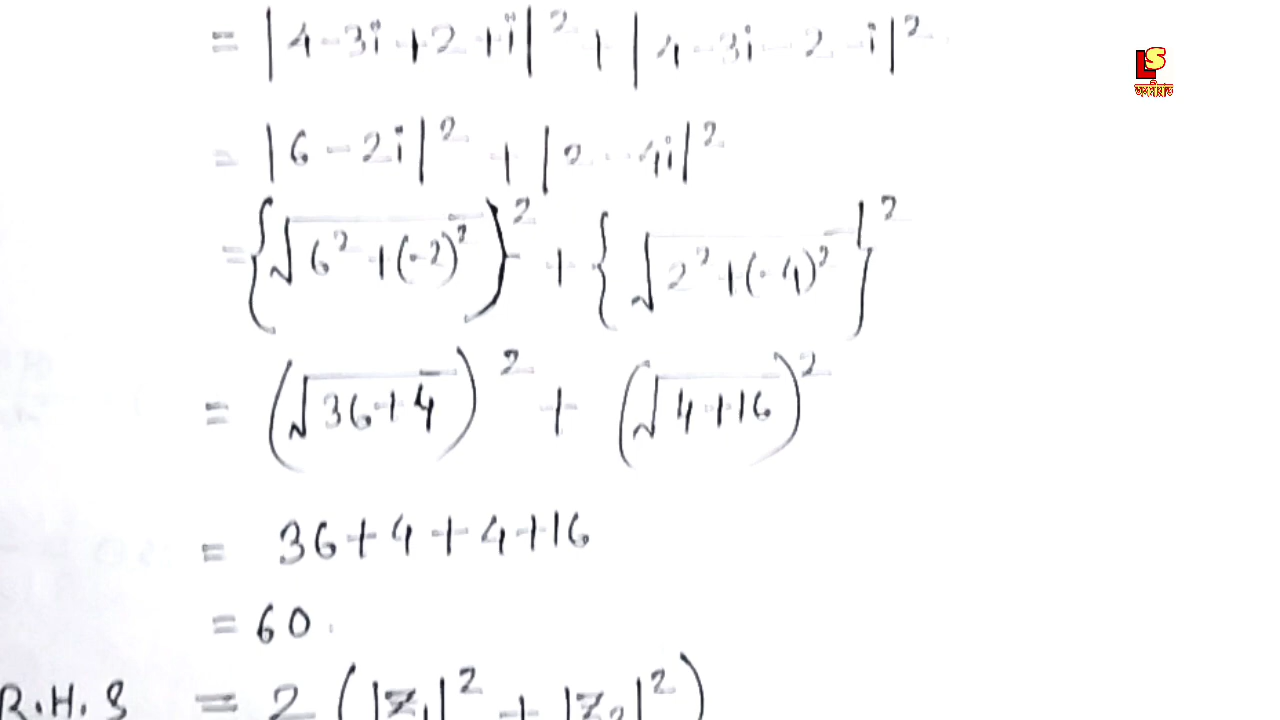 = |4-3i+2+i|² + |4-3i-2-i|²
LS
= |6-2i|² + |2-4i|²
= {√6²+(-2)²}² + {√2²+(-4)²}²
= (√36+4)² + (√4+16)²
= 36+4+4+16
= 60.
R.H.S = 2 (|z₁|² + |z₂|²)